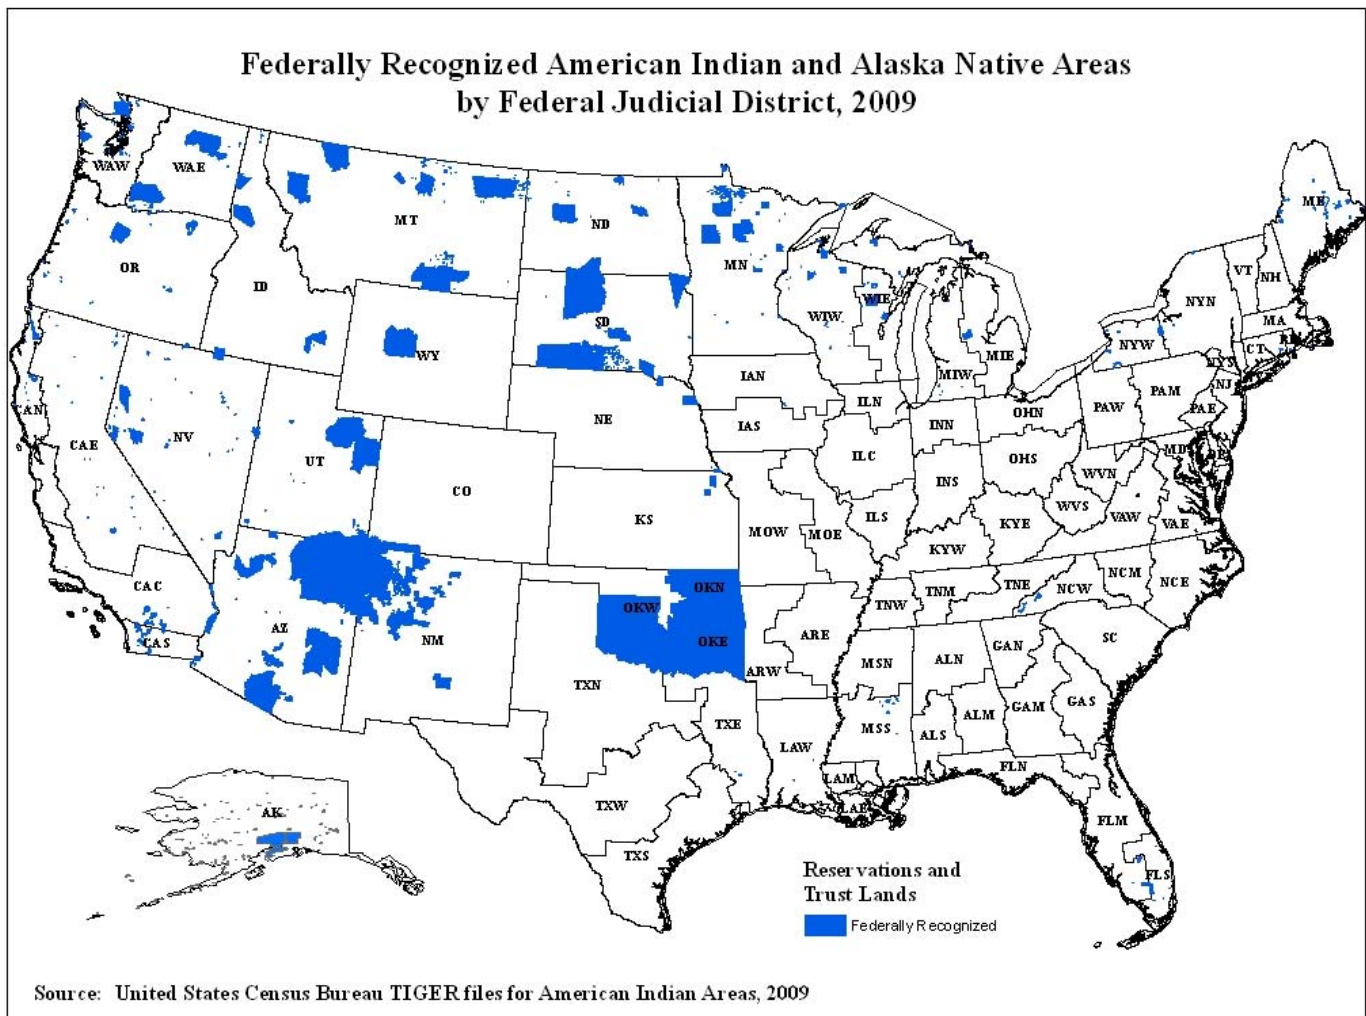 Federally Recognized American Indian and Alaska Native Areas
by Federal Judicial District, 2009
WAW
WAE
MT
ND
MN
ME
OR
ID
WY
SD
WIW
WIE
MIE
MIW
VT
NH
NYN
MA
NYW
CT
RI
NYS
IAN
ILN
PAW
PAM
NJ
PAE
CAN
CAE
NV
UT
CO
NE
IAS
ILC
INN
OHN
OHS
MD
DE
KS
MOW
MOE
ILS
INS
WVN
WVS
VAW
VAE
KYE
KYW
CAC
CAS
AZ
NM
OKN
OKW
OKE
ARE
ARW
TNW
TNM
TNE
NCW
NCM
NCE
SC
TXN
TXE
MSN
ALN
GAN
MSS
ALS
ALM
GAM
GAS
LAW
LAM
LAE
FLN
FLM
FLS
TXW
TXS
AK
Reservations and
Trust Lands
Federally Recognized
Source: United States Census Bureau TIGER files for American Indian Areas, 2009